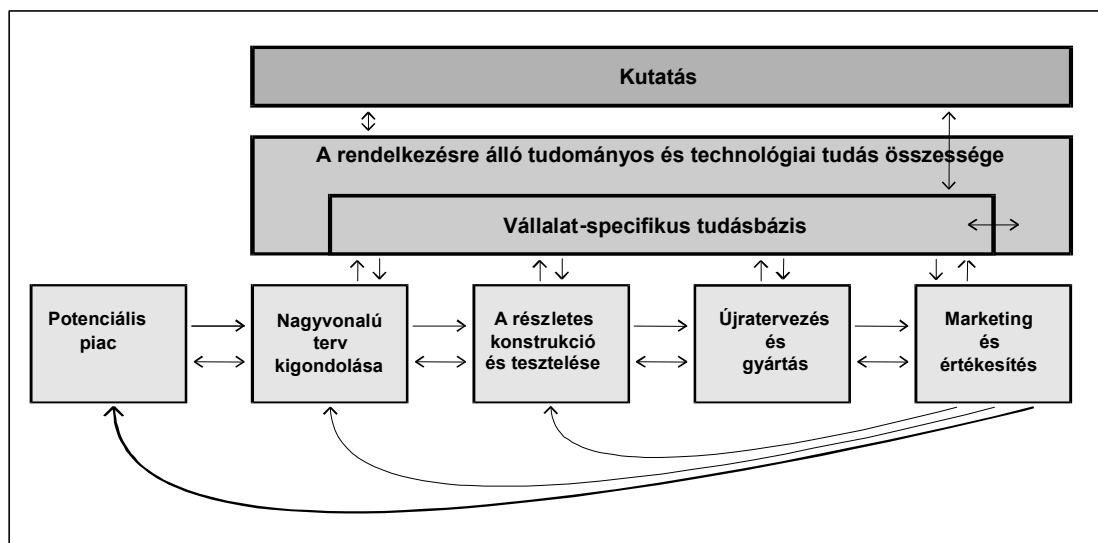 Kutatás
A rendelkezésre álló tudományos és technológiai tudás összessége
Vállalat-specifikus tudásbázis
Potenciális
piac
Nagyvonalú
terv
kigondolása
A részletes
konstrukció
és tesztelése
Újratervezés
és
gyártás
Marketing
és
értékesítés